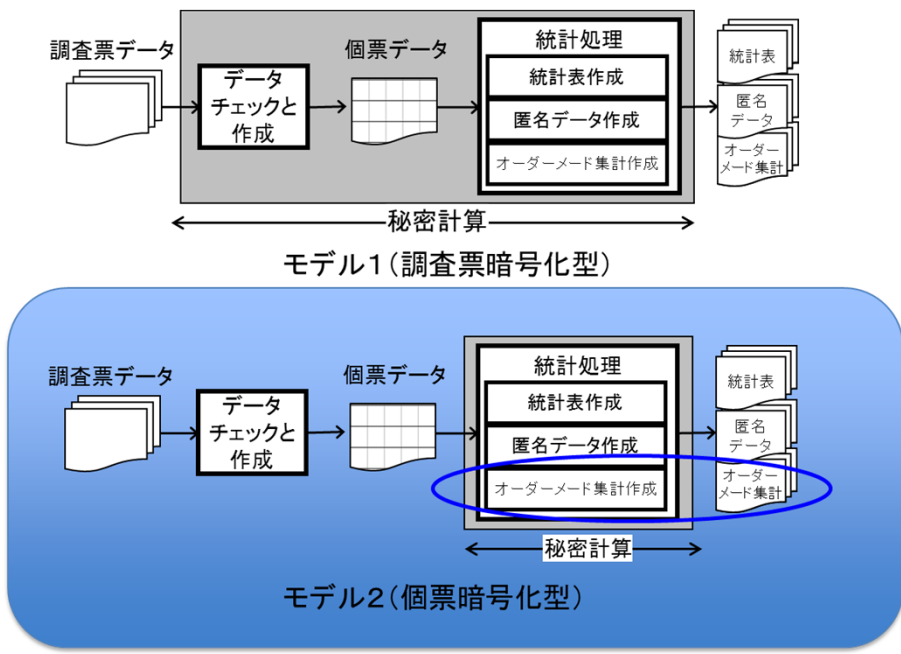 調査票データ
データ
チェックと
作成
個票データ
統計処理
統計表作成
匿名データ作成
オーダーメード集計作成
統計表
匿名
データ
オーダー
メード集計
秘密計算
モデル1(調査票暗号化型)
調査票データ
データ
チェックと
作成
個票データ
統計処理
統計表作成
匿名データ作成
オーダーメード集計作成
統計表
匿名
データ
オーダー
メード集計
秘密計算
モデル2(個票暗号化型)